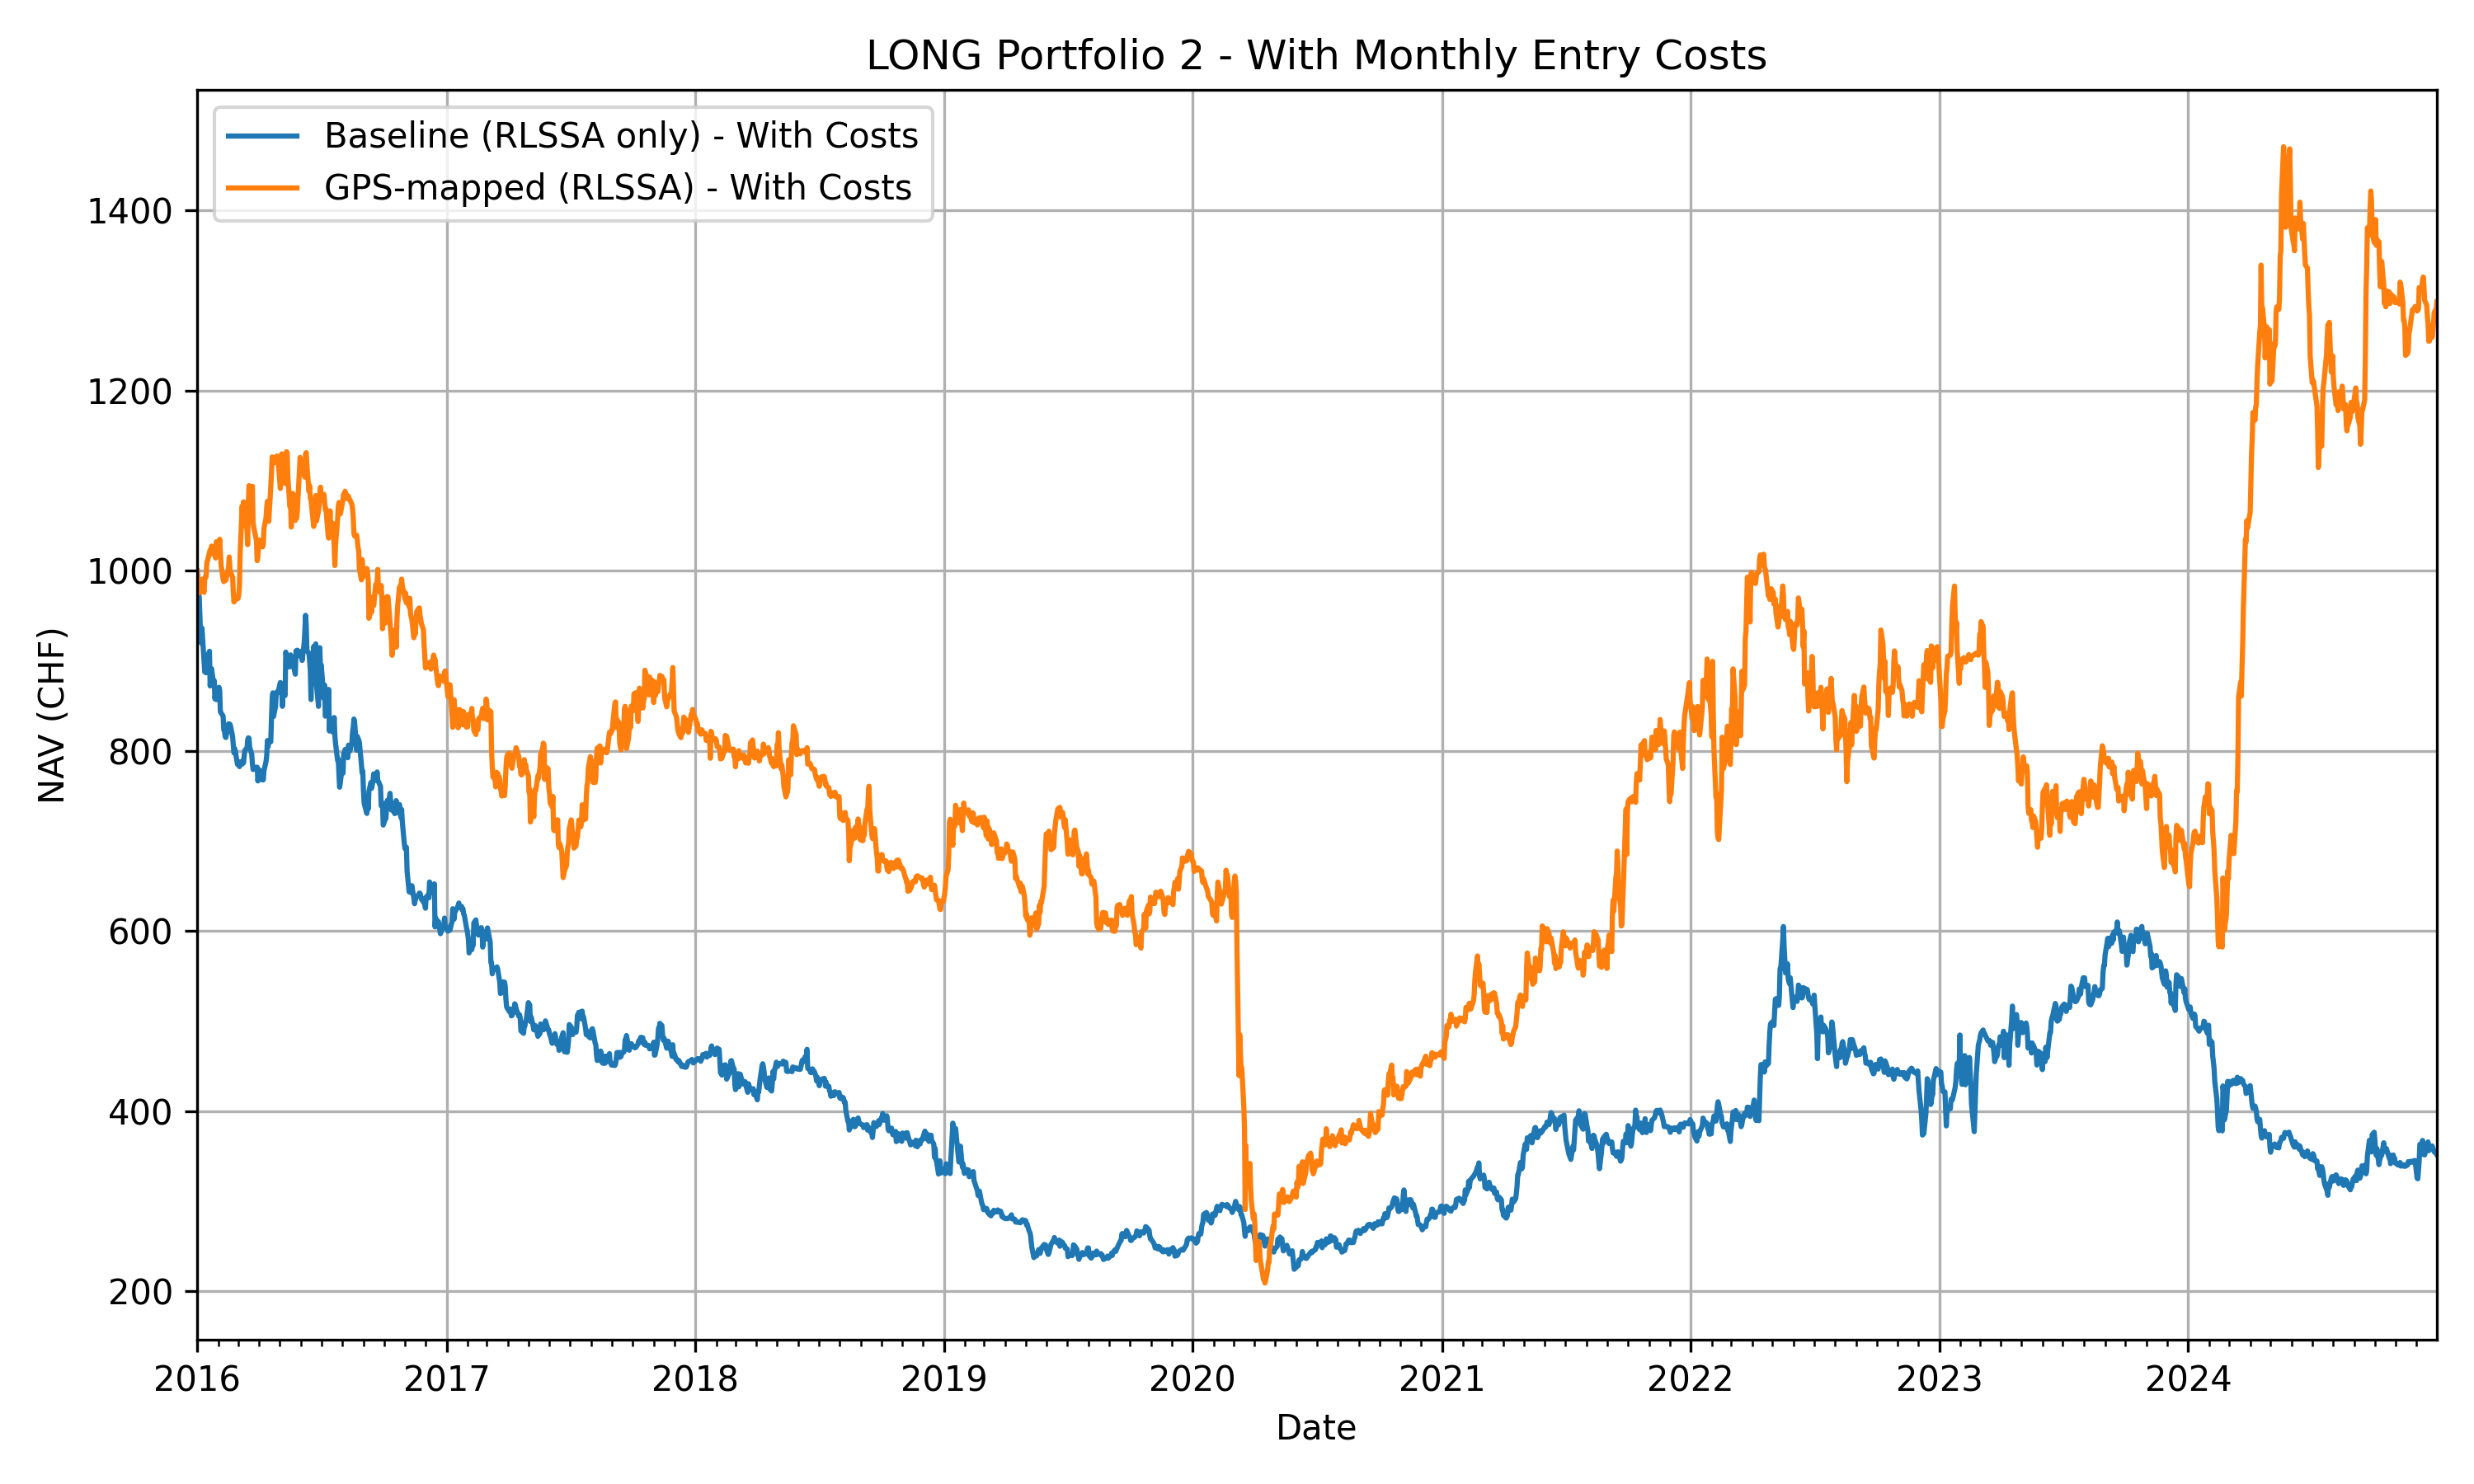 LONG Portfolio 2 - With Monthly Entry Costs
Baseline (RLSSA only) - With Costs
GPS-mapped (RLSSA) - With Costs
1400
1200
1000
800
600
400
200
NAV (CHF)
2016 2017 2018 2019 2020 2021 2022 2023 2024
Date